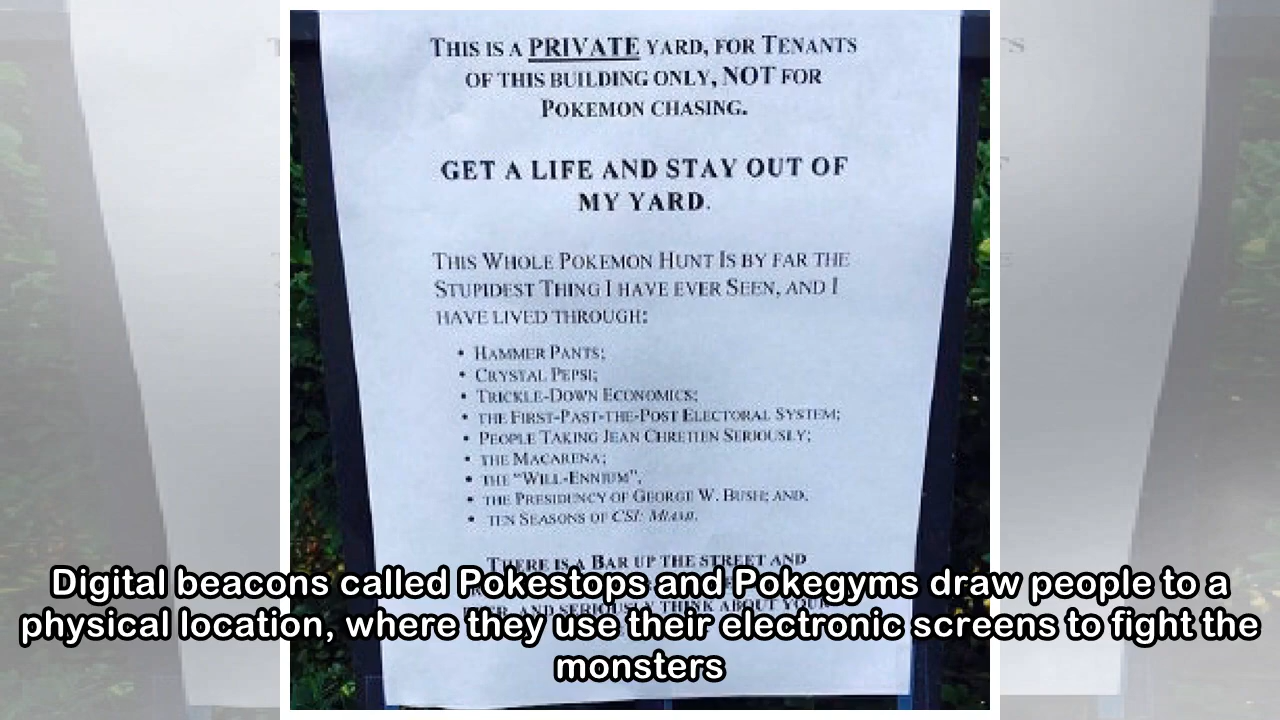 THIS IS A PRIVATE YARD, FOR TENANTS
OF THIS BUILDING ONLY, NOT FOR
POKEMON CHASING.
GET A LIFE AND STAY OUT OF
MY YARD.
THIS WHOLE POKEMON HUNT IS BY FAR THE
STUPIDEST THING I HAVE EVER SEEN, AND I
HAVE LIVED THROUGH:
• HAMMER PANTS;
• CRYSTAL PEPSI;
• TRICKLE-DOWN ECONOMICS;
• THE FIRST-PAST-THE-POST ELECTORAL SYSTEM;
• PEOPLE TAKING JEAN CHRETIEN SERIOUSLY;
• THE MACARENA;
• THE "WILL-ENNIUM",
• THE PRESIDENCY OF GEORGE W. BUSH; AND,
• TEN SEASONS OF CSI: MIAMI.
THERE IS A BAR UP THE STREET AND
AND SERIOUSLY THINK ABOUT YOUR
Digital beacons called Pokestops and Pokegyms draw people to a
physical location, where they use their electronic screens to fight the
monsters